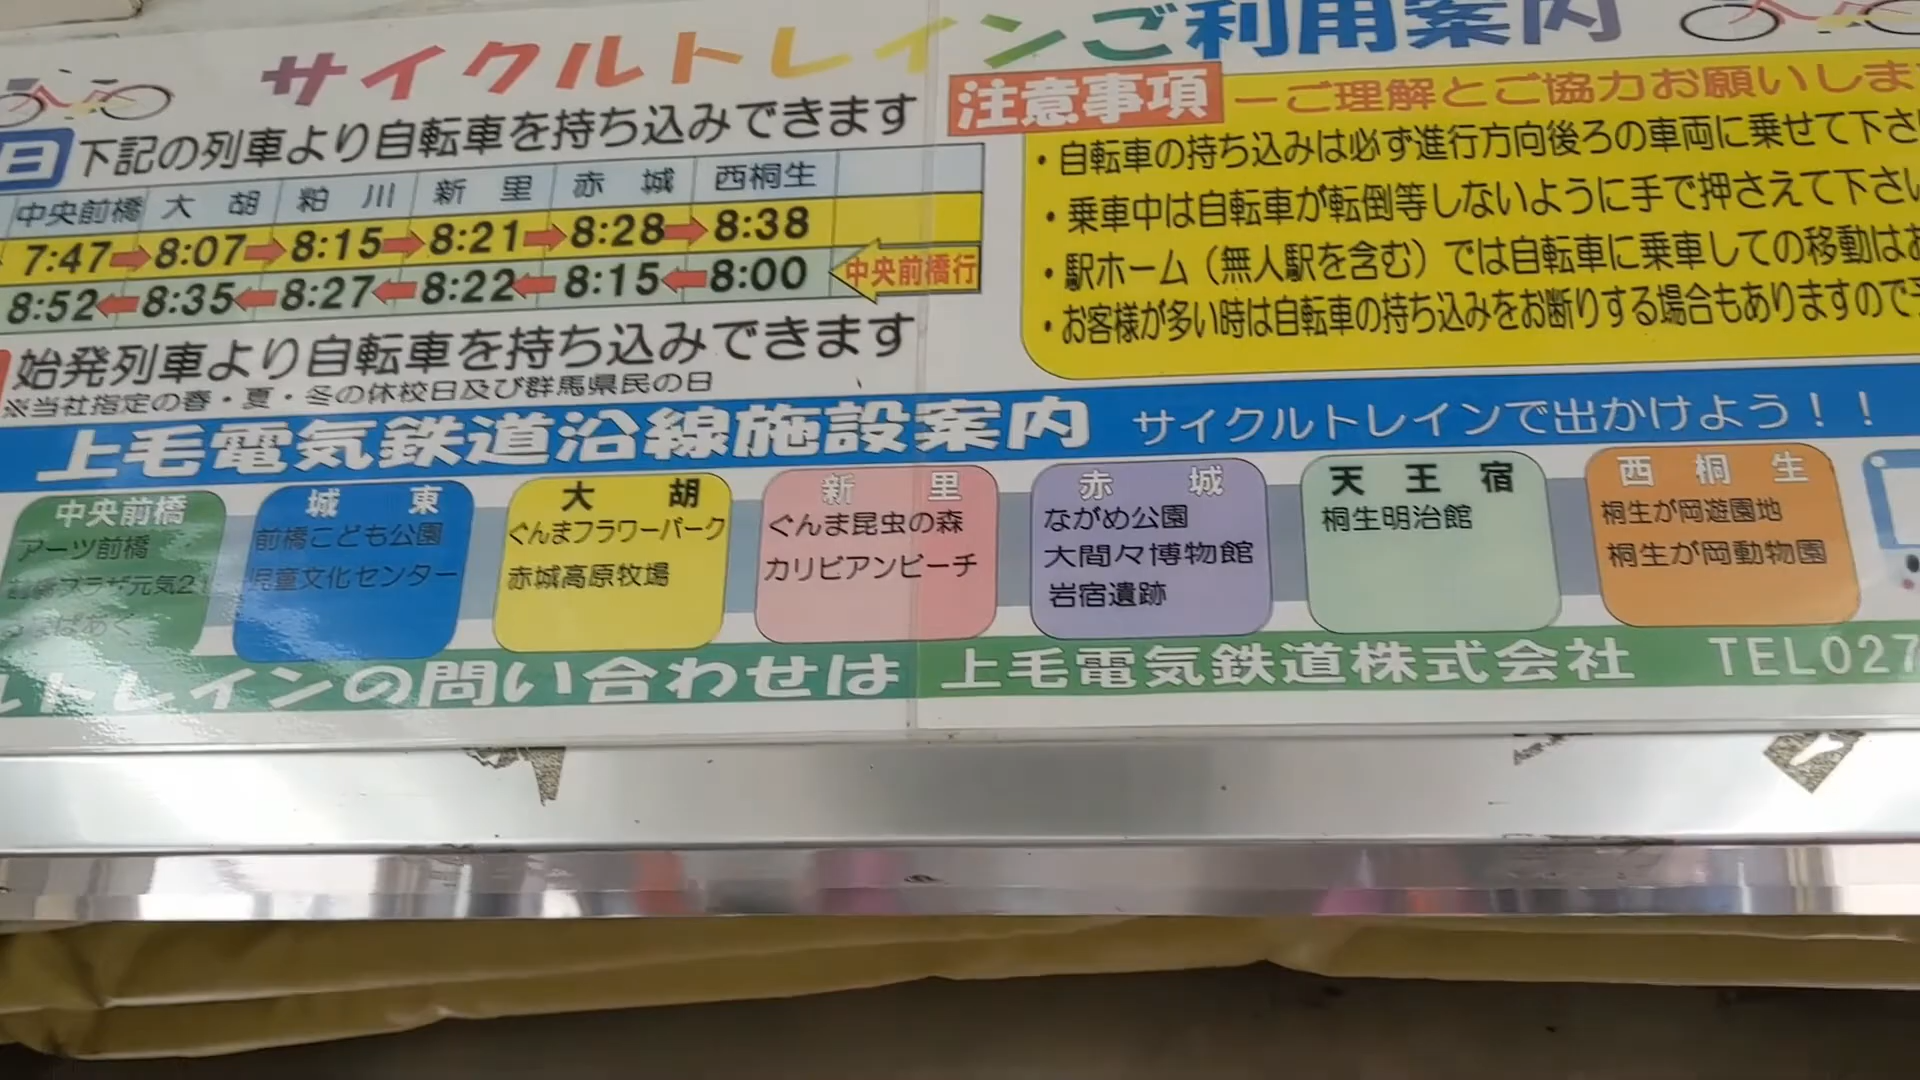 サイクルトレインご利用案内
日 下記の列車より自転車を持ち込みできます
中央前橋 大胡 粕川 新里 赤城 西桐生
7:47 8:07 8:15 8:21 8:28 8:38
8:52 8:35 8:27 8:22 8:15 8:00 中央前橋行
始発列車より自転車を持ち込みできます
※当社指定の春・夏・冬の休校日及び群馬県民の日
注意事項 ーご理解とご協力お願いしま
・自転車の持ち込みは必ず進行方向後ろの車両に乗せて下さ
・乗車中は自転車が転倒等しないように手で押さえて下さい
・駅ホーム（無人駅を含む）では自転車に乗車しての移動はお
・お客様が多い時は自転車の持ち込みをお断りする場合もありますので
上毛電気鉄道沿線施設案内 サイクルトレインで出かけよう！！
中央前橋
アーツ前橋
前橋プラザ元気21
城東
前橋こども公園
児童文化センター
大胡
ぐんまフラワーパーク
赤城高原牧場
新里
ぐんま昆虫の森
カリビアンビーチ
赤城
ながめ公園
大間々博物館
岩宿遺跡
天王宿
桐生明治館
西桐生
桐生が岡遊園地
桐生が岡動物園
ルトレインの問い合わせは 上毛電気鉄道株式会社 TEL027